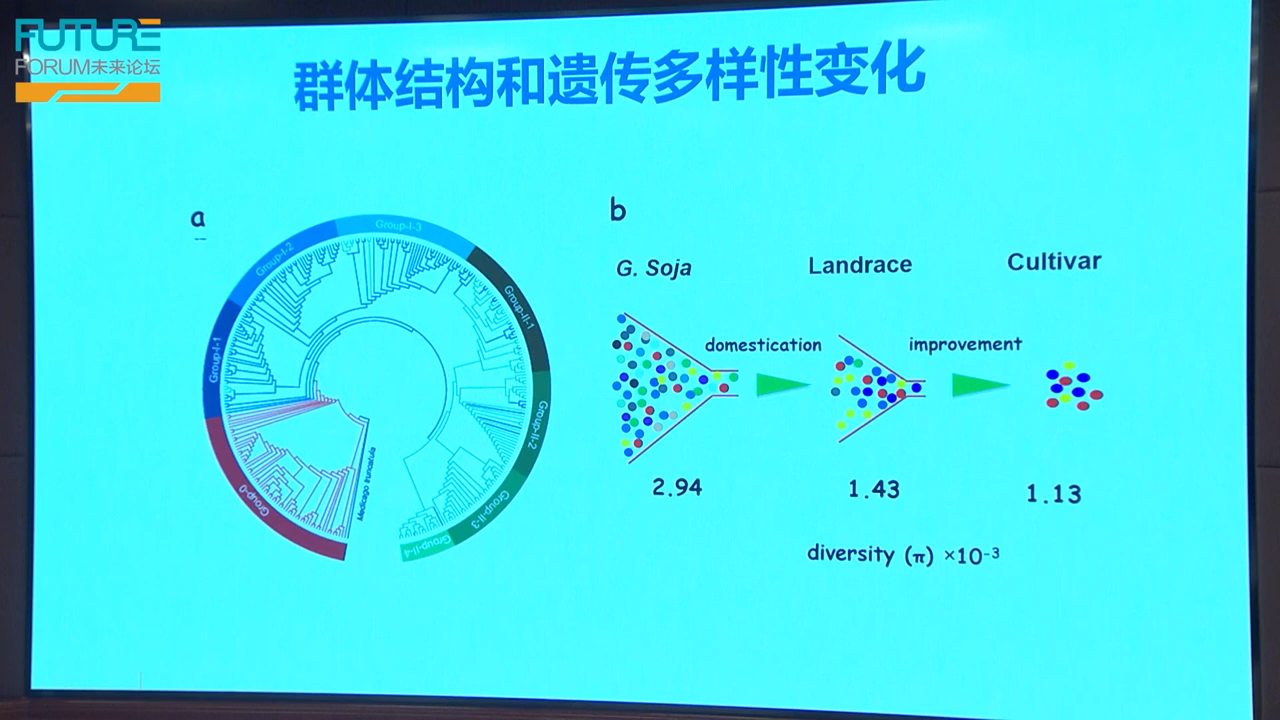 FUTURE
FORUM未来论坛
群体结构和遗传多样性变化
a
Group-I-1
Group-I-2
Group-I-3
Group-II-1
Group-II-2
Group-II-3
Group-II-4
Group-0
Medicago truncatula
b
G. Soja
Landrace
Cultivar
domestication
improvement
2.94
1.43
1.13
diversity (π) ×10⁻³